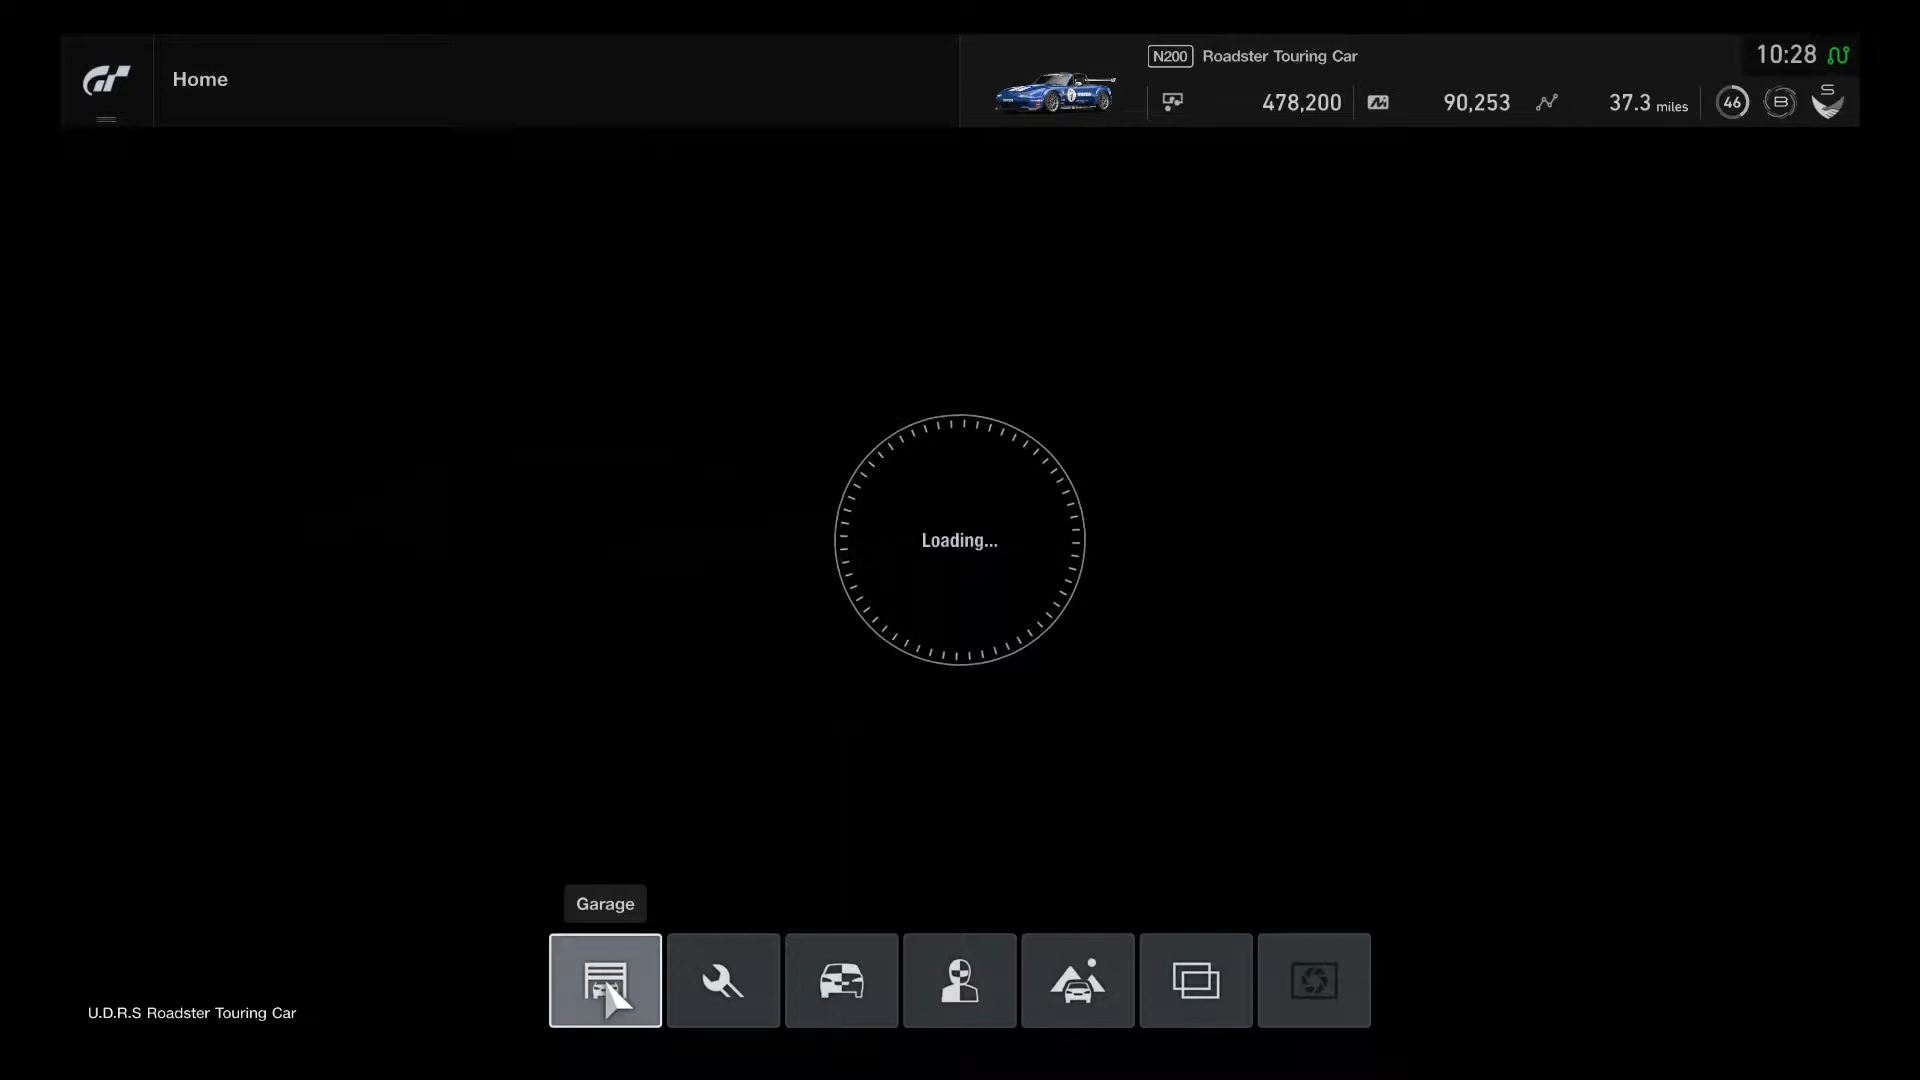 Home
N200 Roadster Touring Car
10:28
478,200
90,253
37.3 miles
46
B
S
Loading...
Garage
U.D.R.S Roadster Touring Car